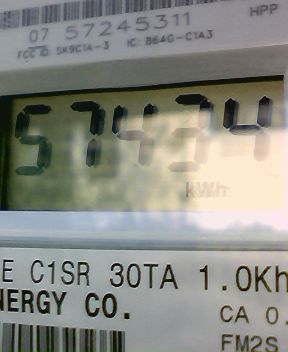 HPP
07 57245311
FCC ID SK9C1A-3 IC: 864G-C1A3
57434
kWh
E C1SR 30TA 1.0Kh
NERGY CO.
CA 0.
FM2S